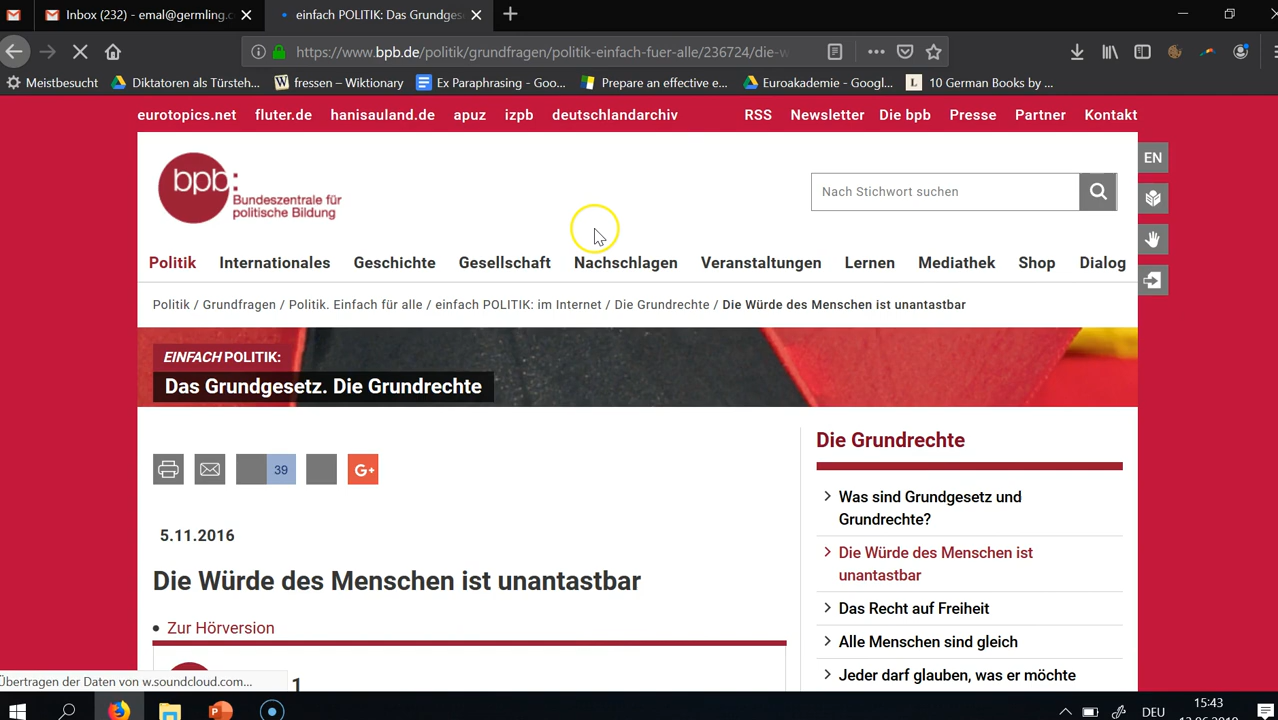 Inbox (232) - emal@germling.c
einfach POLITIK: Das Grundges
https://www.bpb.de/politik/grundfragen/politik-einfach-fuer-alle/236724/die-w
Meistbesucht
Diktatoren als Türsteh...
fressen – Wiktionary
Ex Paraphrasing - Goo...
Prepare an effective e...
Euroakademie - Googl...
10 German Books by ...
eurotopics.net fluter.de hanisauland.de apuz izpb deutschlandarchiv
RSS Newsletter Die bpb Presse Partner Kontakt
EN
bpb:
Bundeszentrale für
politische Bildung
Nach Stichwort suchen
Politik Internationales Geschichte Gesellschaft Nachschlagen Veranstaltungen Lernen Mediathek Shop Dialog
Politik / Grundfragen / Politik. Einfach für alle / einfach POLITIK: im Internet / Die Grundrechte / Die Würde des Menschen ist unantastbar
EINFACH POLITIK:
Das Grundgesetz. Die Grundrechte
39
G+
5.11.2016
Die Würde des Menschen ist unantastbar
Zur Hörversion
1
Die Grundrechte
Was sind Grundgesetz und
Grundrechte?
Die Würde des Menschen ist
unantastbar
Das Recht auf Freiheit
Alle Menschen sind gleich
Jeder darf glauben, was er möchte
Übertragen der Daten von w.soundcloud.com...
DEU
15:43